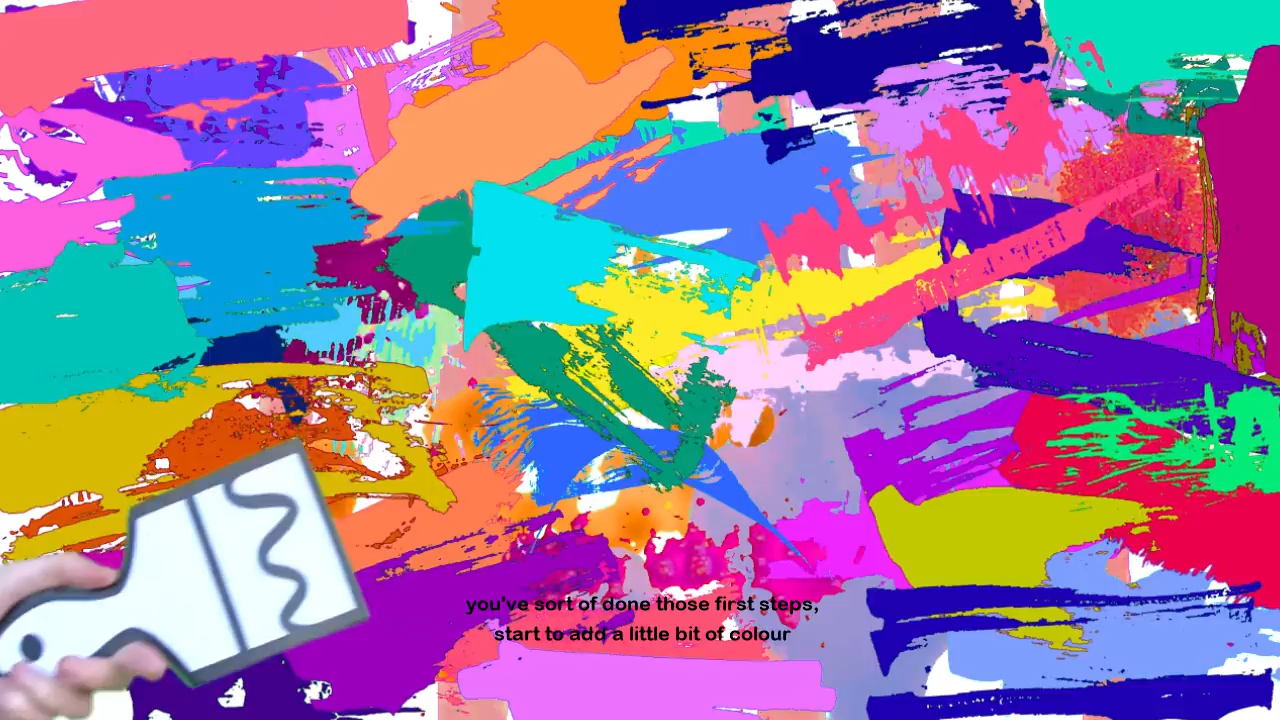 you've sort of done those first steps,
start to add a little bit of colour